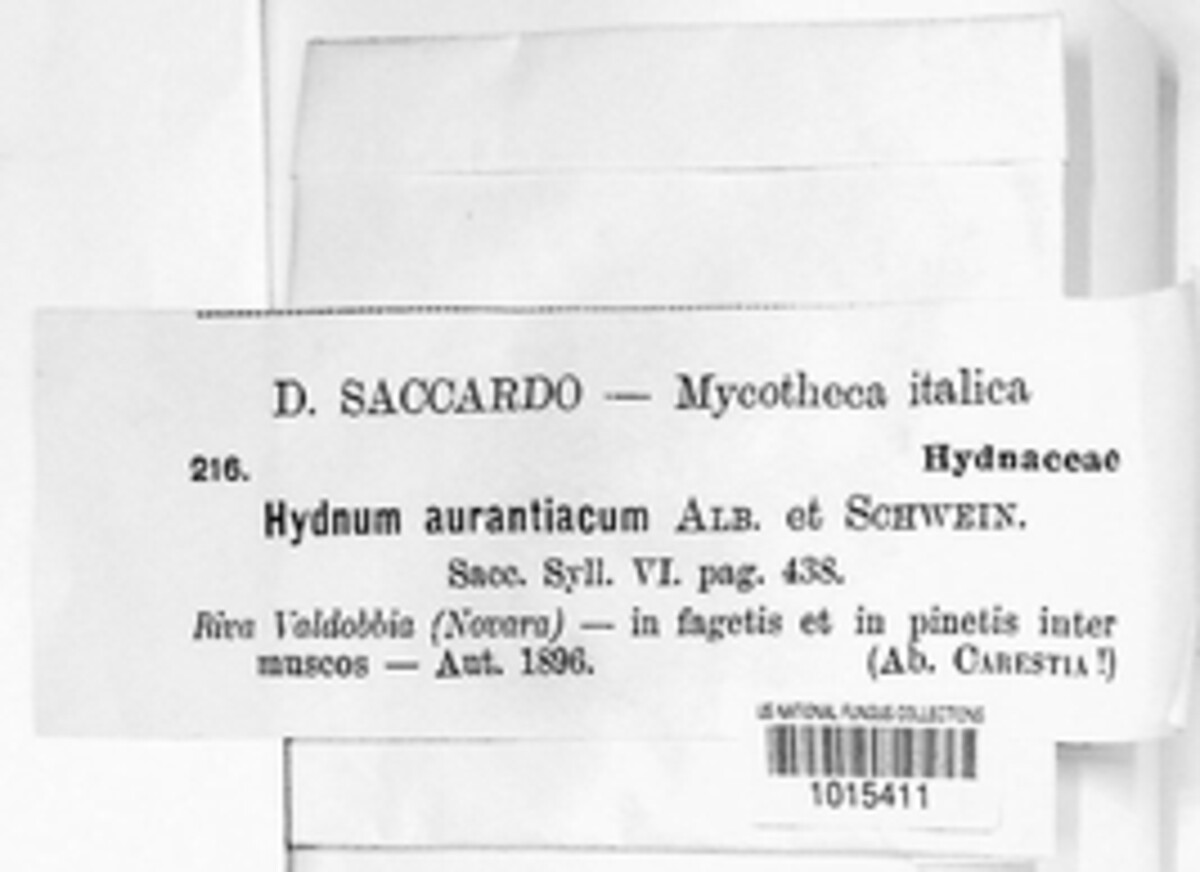 D. SACCARDO — Mycotheca italica
216.
Hydnaceae
Hydnum aurantiacum ALB. et SCHWEIN.
Sacc. Syll. VI. pag. 438.
Riva Valdobbia (Novara) — in fagetis et in pinetis inter
muscos — Aut. 1896. (Ab. CARESTIA!)
US NATIONAL FUNGUS COLLECTIONS
1015411